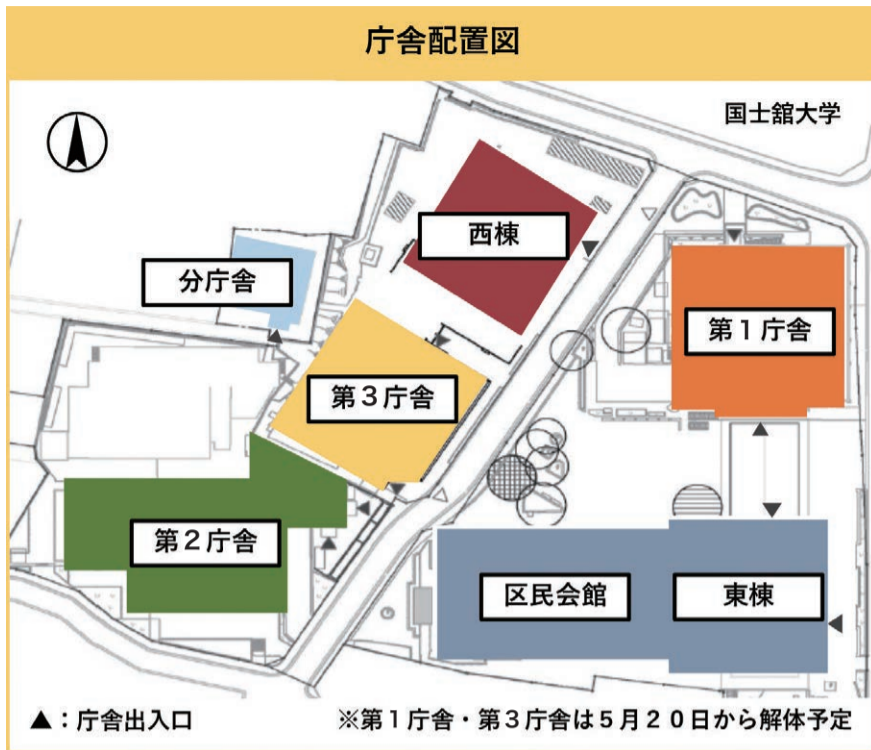 庁舎配置図
国士舘大学
西棟
分庁舎
第１庁舎
第３庁舎
第２庁舎
区民会館
東棟
▲：庁舎出入口
※第１庁舎・第３庁舎は５月２０日から解体予定